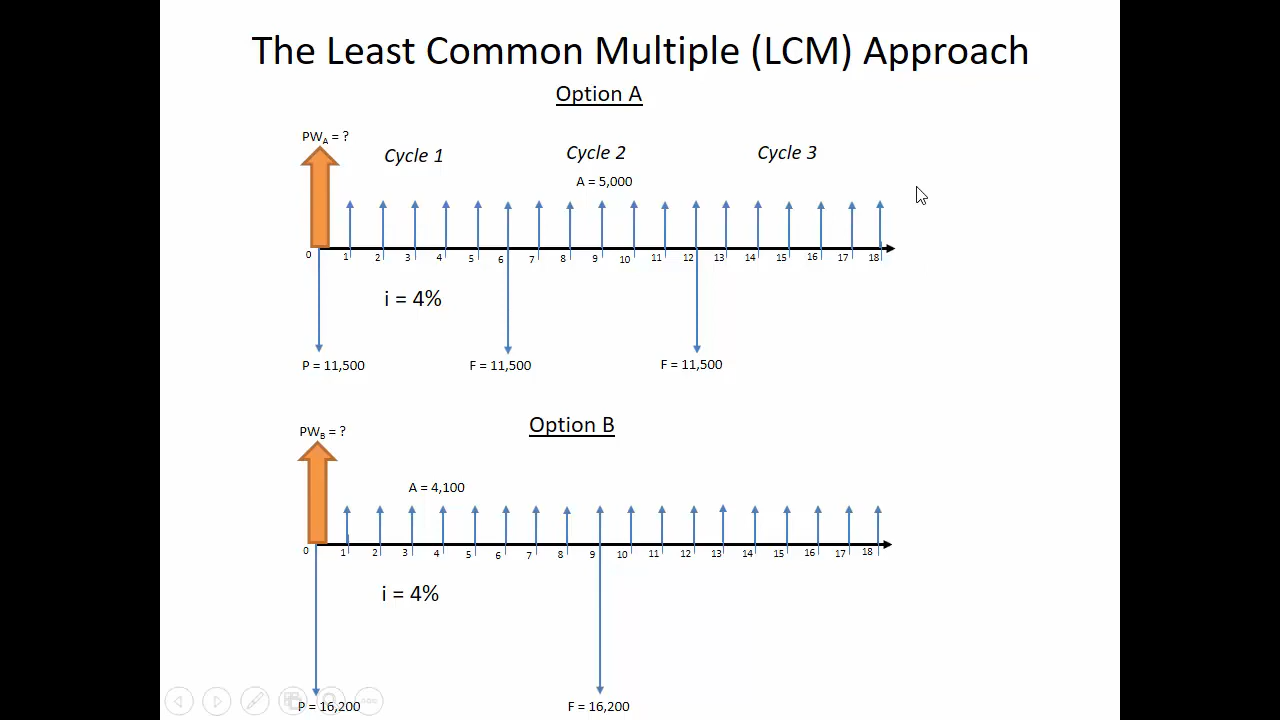 The Least Common Multiple (LCM) Approach
Option A
PWA = ?
Cycle 1 Cycle 2 Cycle 3
A = 5,000
0 1 2 3 4 5 6 7 8 9 10 11 12 13 14 15 16 17 18
i = 4%
P = 11,500 F = 11,500 F = 11,500
Option B
PWB = ?
A = 4,100
0 1 2 3 4 5 6 7 8 9 10 11 12 13 14 15 16 17 18
i = 4%
P = 16,200 F = 16,200